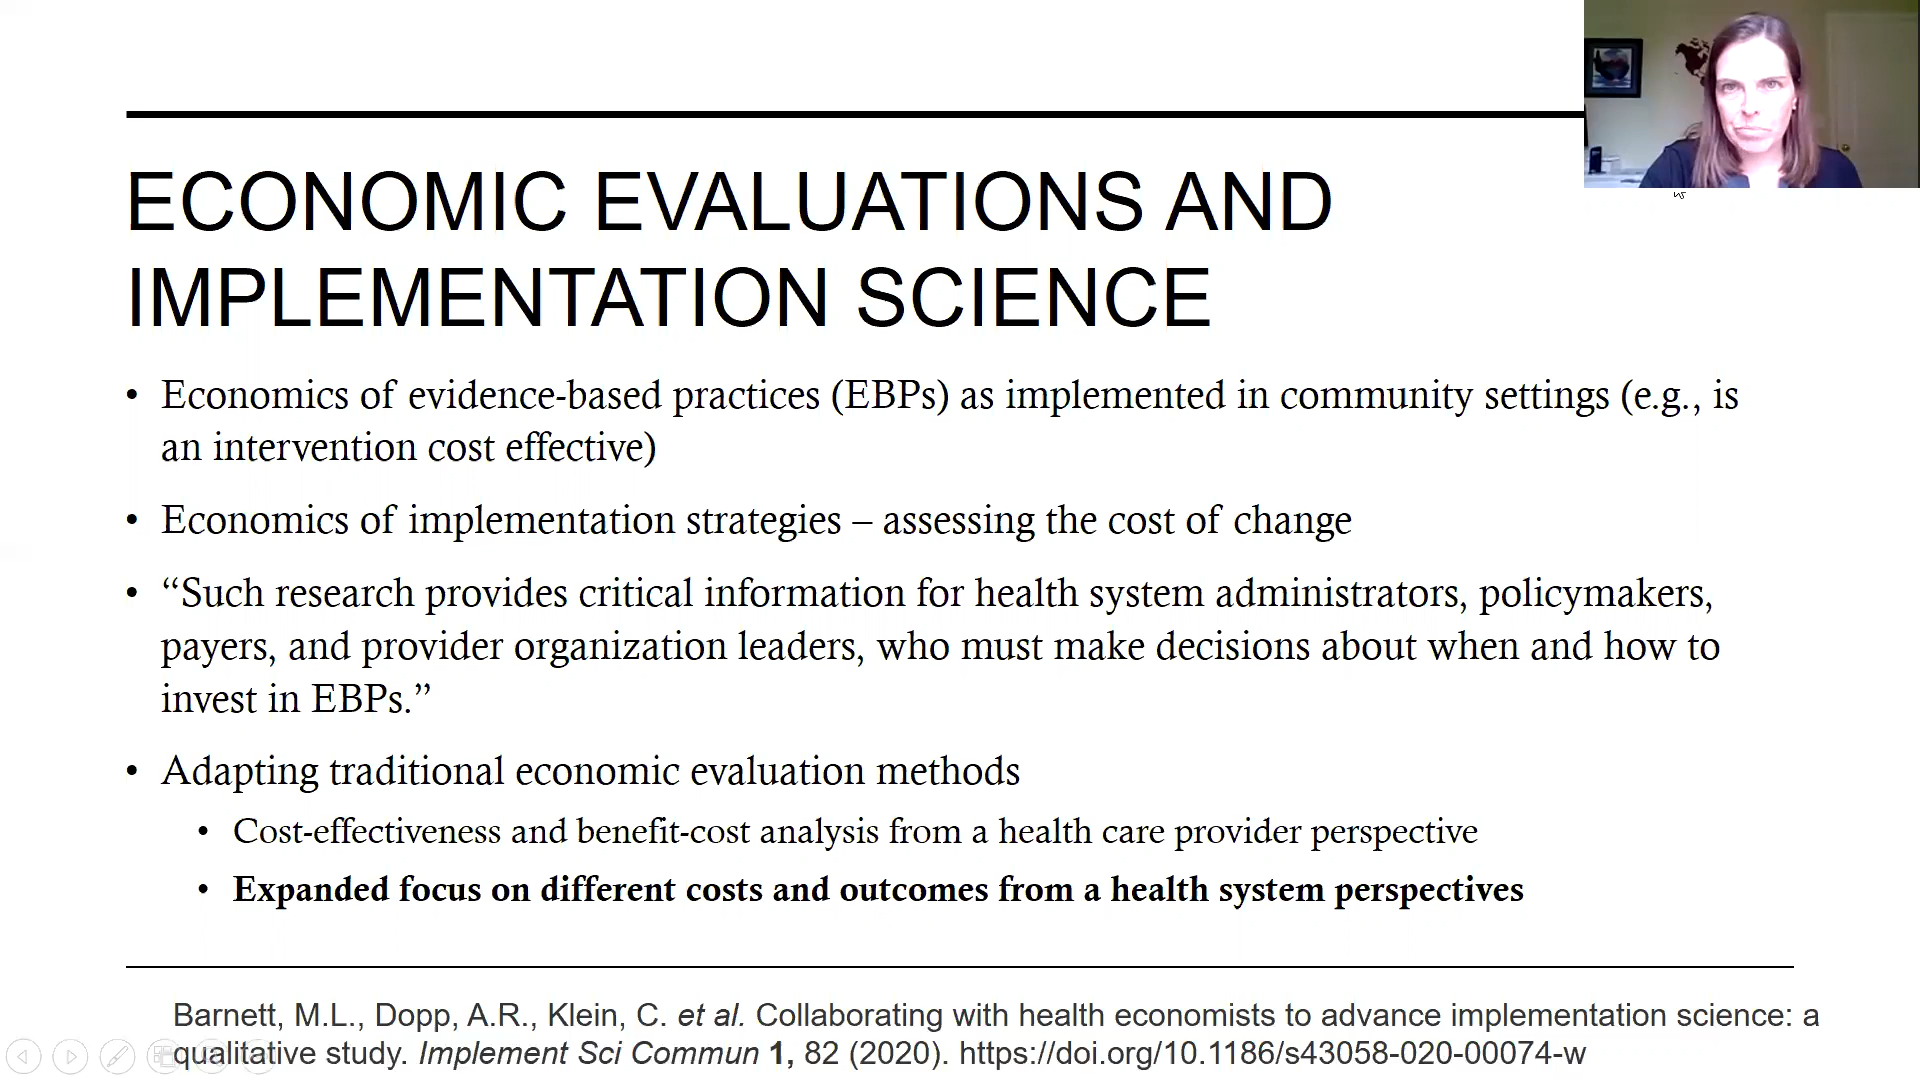 ECONOMIC EVALUATIONS AND
IMPLEMENTATION SCIENCE
• Economics of evidence-based practices (EBPs) as implemented in community settings (e.g., is
an intervention cost effective)
• Economics of implementation strategies – assessing the cost of change
• “Such research provides critical information for health system administrators, policymakers,
payers, and provider organization leaders, who must make decisions about when and how to
invest in EBPs.”
• Adapting traditional economic evaluation methods
• Cost-effectiveness and benefit-cost analysis from a health care provider perspective
• Expanded focus on different costs and outcomes from a health system perspectives
Barnett, M.L., Dopp, A.R., Klein, C. et al. Collaborating with health economists to advance implementation science: a
qualitative study. Implement Sci Commun 1, 82 (2020). https://doi.org/10.1186/s43058-020-00074-w